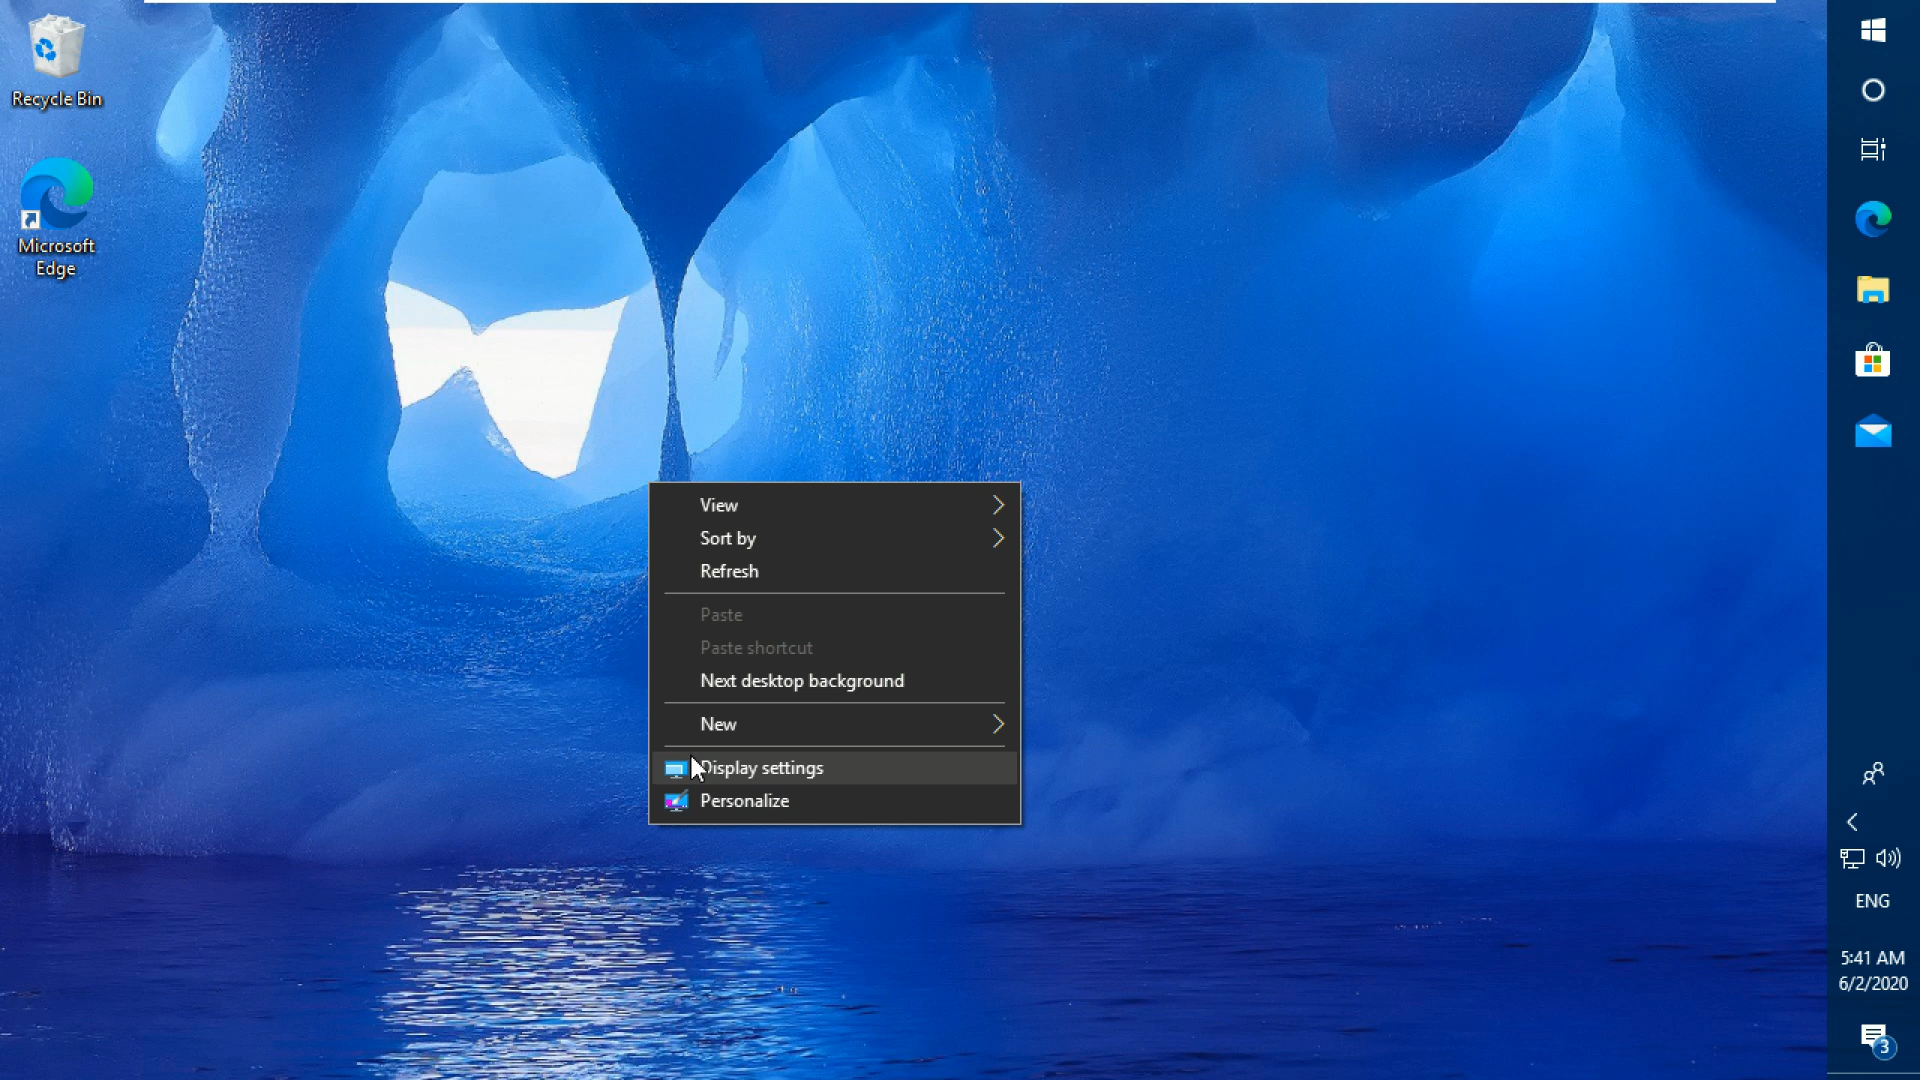 Recycle Bin
Microsoft
Edge
View
Sort by
Refresh
Paste
Paste shortcut
Next desktop background
New
Display settings
Personalize
ENG
5:41 AM
6/2/2020
3